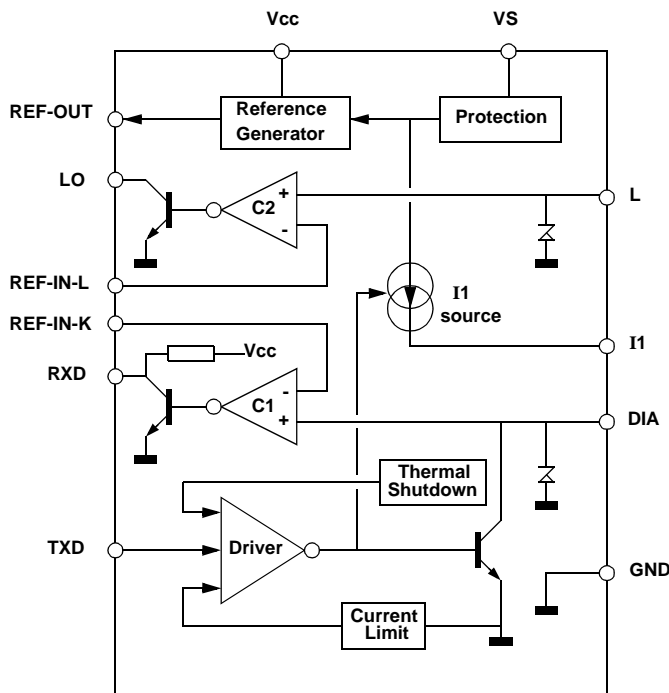 Vcc
VS
REF-OUT
Reference
Generator
Protection
LO
+
C2
-
L
REF-IN-L
REF-IN-K
I1
source
I1
Vcc
RXD
-
C1
+
DIA
Thermal
Shutdown
TXD
Driver
GND
Current
Limit